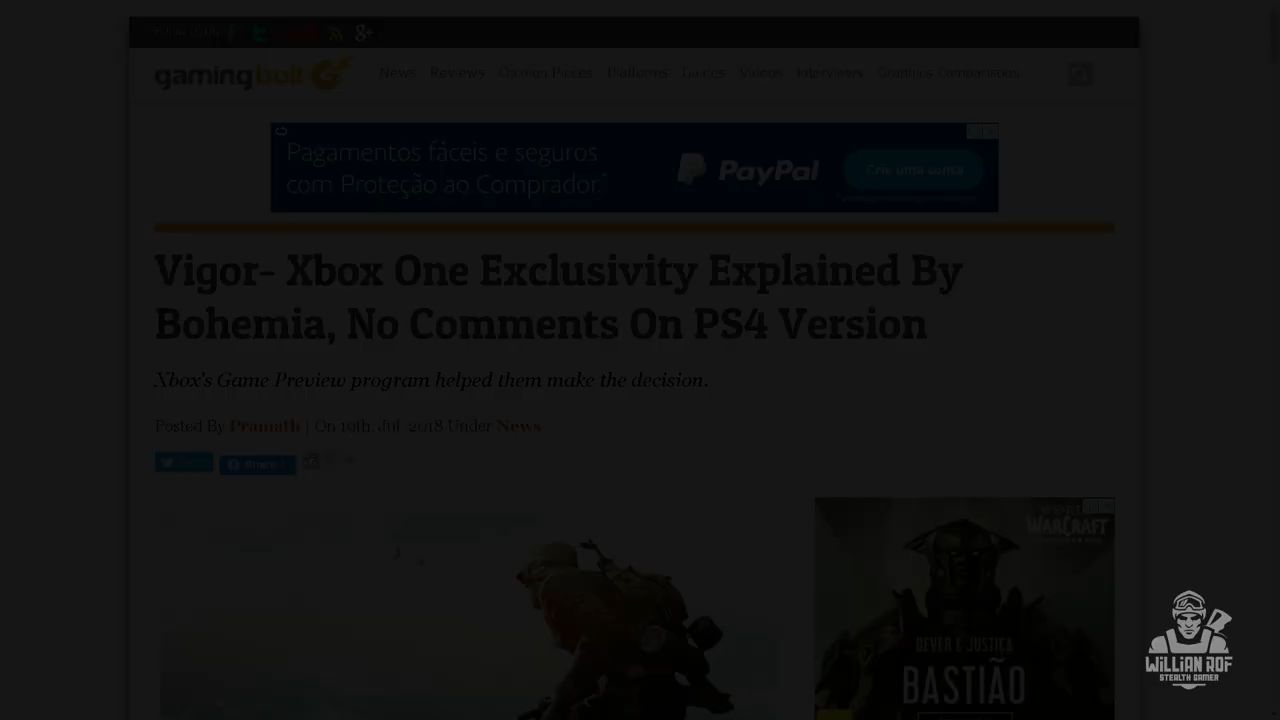 gamingbolt
News Reviews Opinion Pieces Platforms Games Videos Interviews Graphics Comparisons
Pagamentos fáceis e seguros
com Proteção ao Comprador.*
PayPal
Crie uma conta
Vigor- Xbox One Exclusivity Explained By
Bohemia, No Comments On PS4 Version
Xbox's Game Preview program helped them make the decision.
Posted By Pramath | On 10th. Jul. 2018 Under News
Share
WARCRAFT
DEVER E JUSTIÇA
BASTIÃO
WILLIAN ROF
STEALTH GAMER